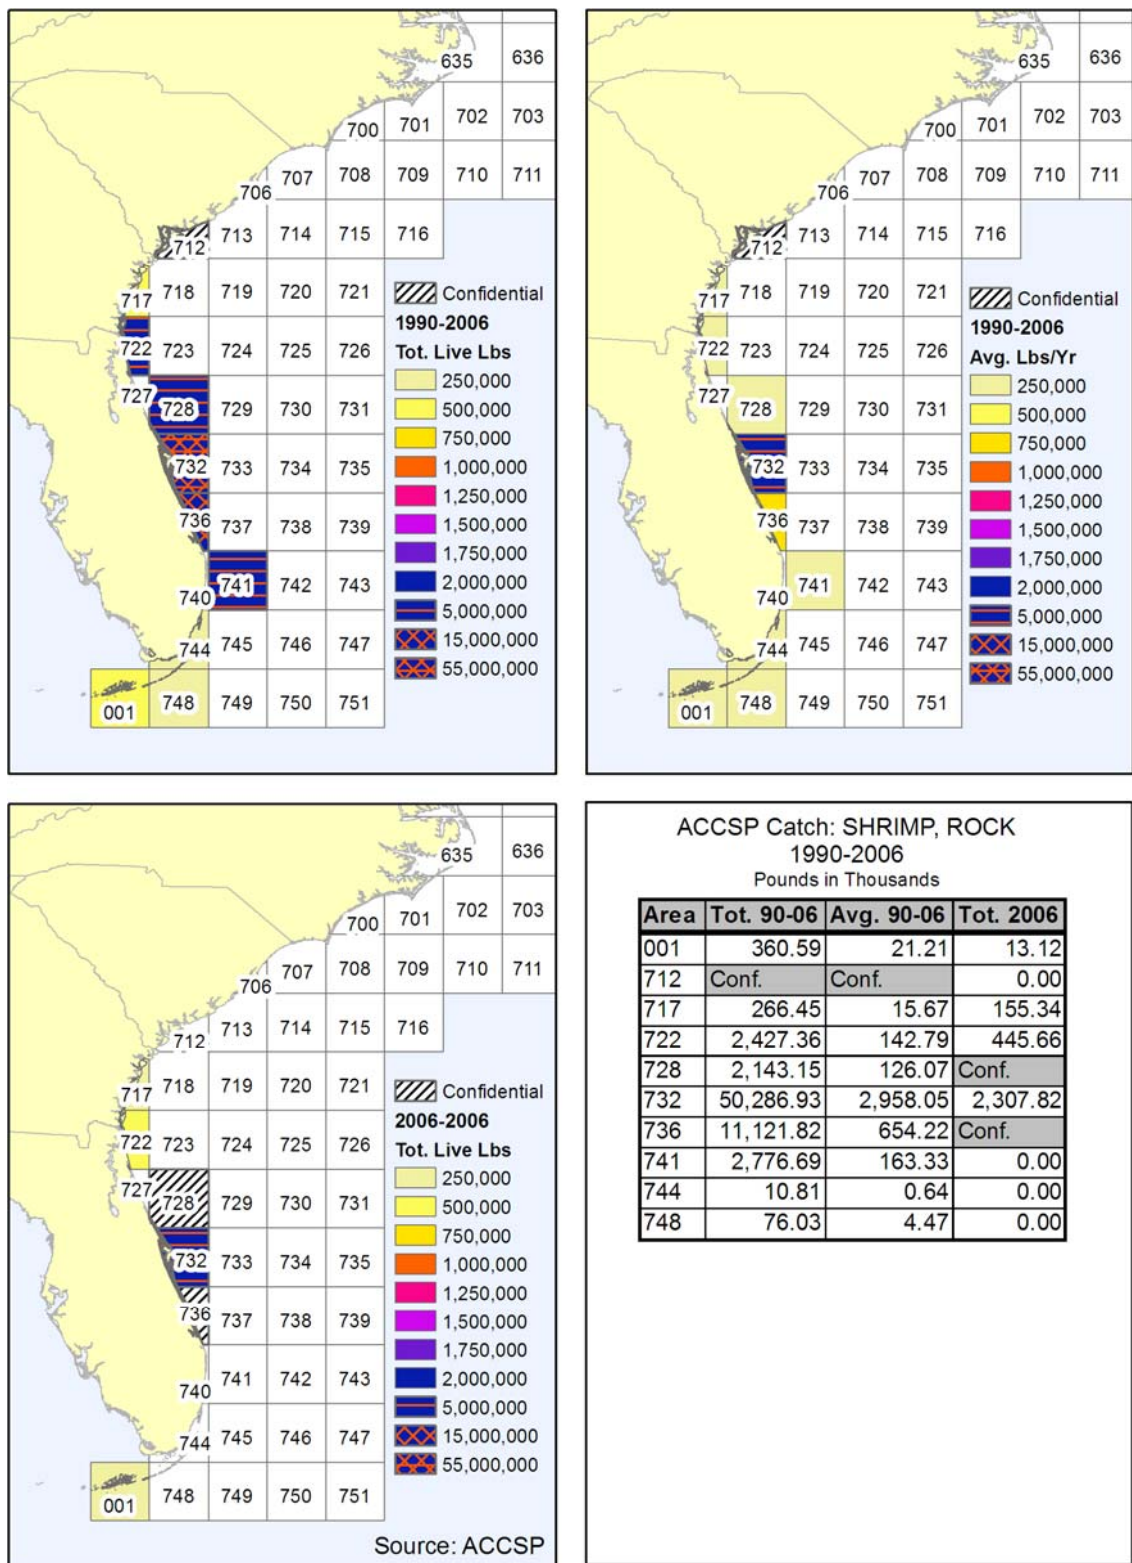 635 636
700 701 702 703
706 707 708 709 710 711
712 713 714 715 716
717 718 719 720 721
722 723 724 725 726
727 728 729 730 731
732 733 734 735
736 737 738 739
740 741 742 743
744 745 746 747
001 748 749 750 751
Confidential
1990-2006
Tot. Live Lbs
250,000
500,000
750,000
1,000,000
1,250,000
1,500,000
1,750,000
2,000,000
5,000,000
15,000,000
55,000,000
635 636
700 701 702 703
706 707 708 709 710 711
712 713 714 715 716
717 718 719 720 721
722 723 724 725 726
727 728 729 730 731
732 733 734 735
736 737 738 739
740 741 742 743
744 745 746 747
001 748 749 750 751
Confidential
1990-2006
Avg. Lbs/Yr
250,000
500,000
750,000
1,000,000
1,250,000
1,500,000
1,750,000
2,000,000
5,000,000
15,000,000
55,000,000
635 636
700 701 702 703
706 707 708 709 710 711
712 713 714 715 716
717 718 719 720 721
722 723 724 725 726
727 728 729 730 731
732 733 734 735
736 737 738 739
740 741 742 743
744 745 746 747
001 748 749 750 751
Confidential
2006-2006
Tot. Live Lbs
250,000
500,000
750,000
1,000,000
1,250,000
1,500,000
1,750,000
2,000,000
5,000,000
15,000,000
55,000,000
Source: ACCSP
ACCSP Catch: SHRIMP, ROCK
1990-2006
Pounds in Thousands
Area Tot. 90-06 Avg. 90-06 Tot. 2006
001 360.59 21.21 13.12
712 Conf. Conf. 0.00
717 266.45 15.67 155.34
722 2,427.36 142.79 445.66
728 2,143.15 126.07 Conf.
732 50,286.93 2,958.05 2,307.82
736 11,121.82 654.22 Conf.
741 2,776.69 163.33 0.00
744 10.81 0.64 0.00
748 76.03 4.47 0.00